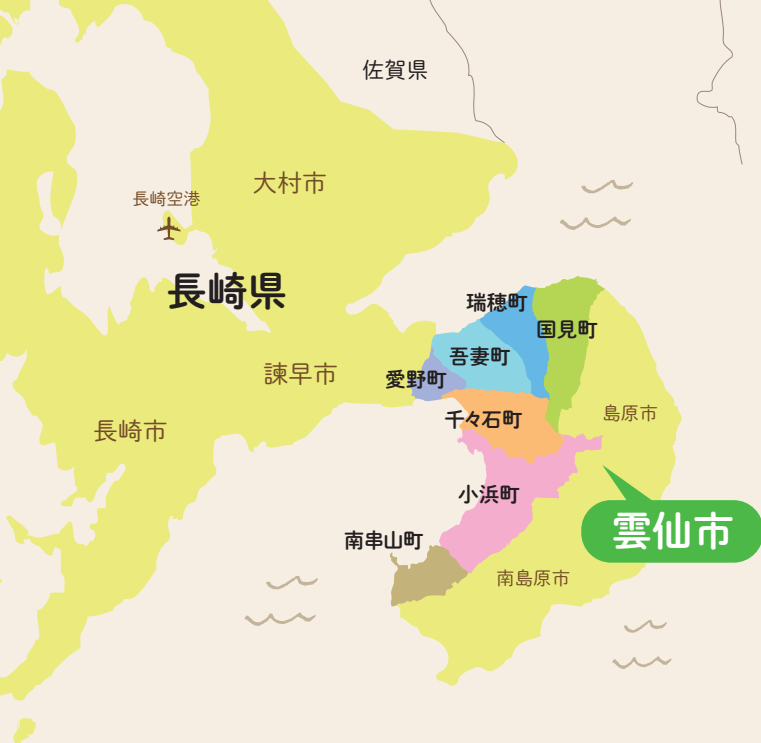 佐賀県
大村市
長崎空港
長崎県
瑞穂町
国見町
吾妻町
諫早市
愛野町
島原市
千々石町
長崎市
小浜町
雲仙市
南串山町
南島原市